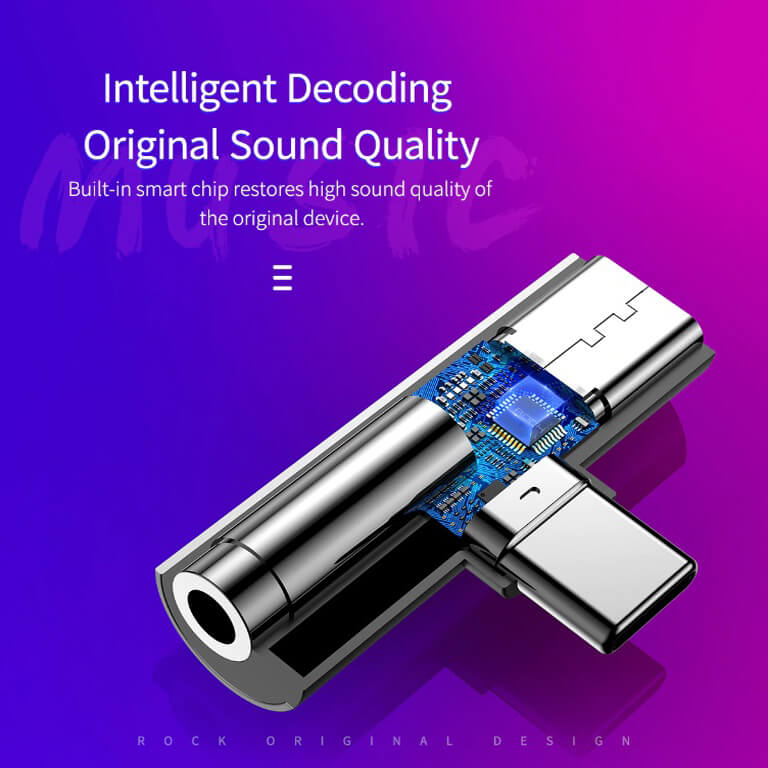 Intelligent Decoding
Original Sound Quality
Music
Built-in smart chip restores high sound quality of
the original device.
ROCK ORIGINAL DESIGN